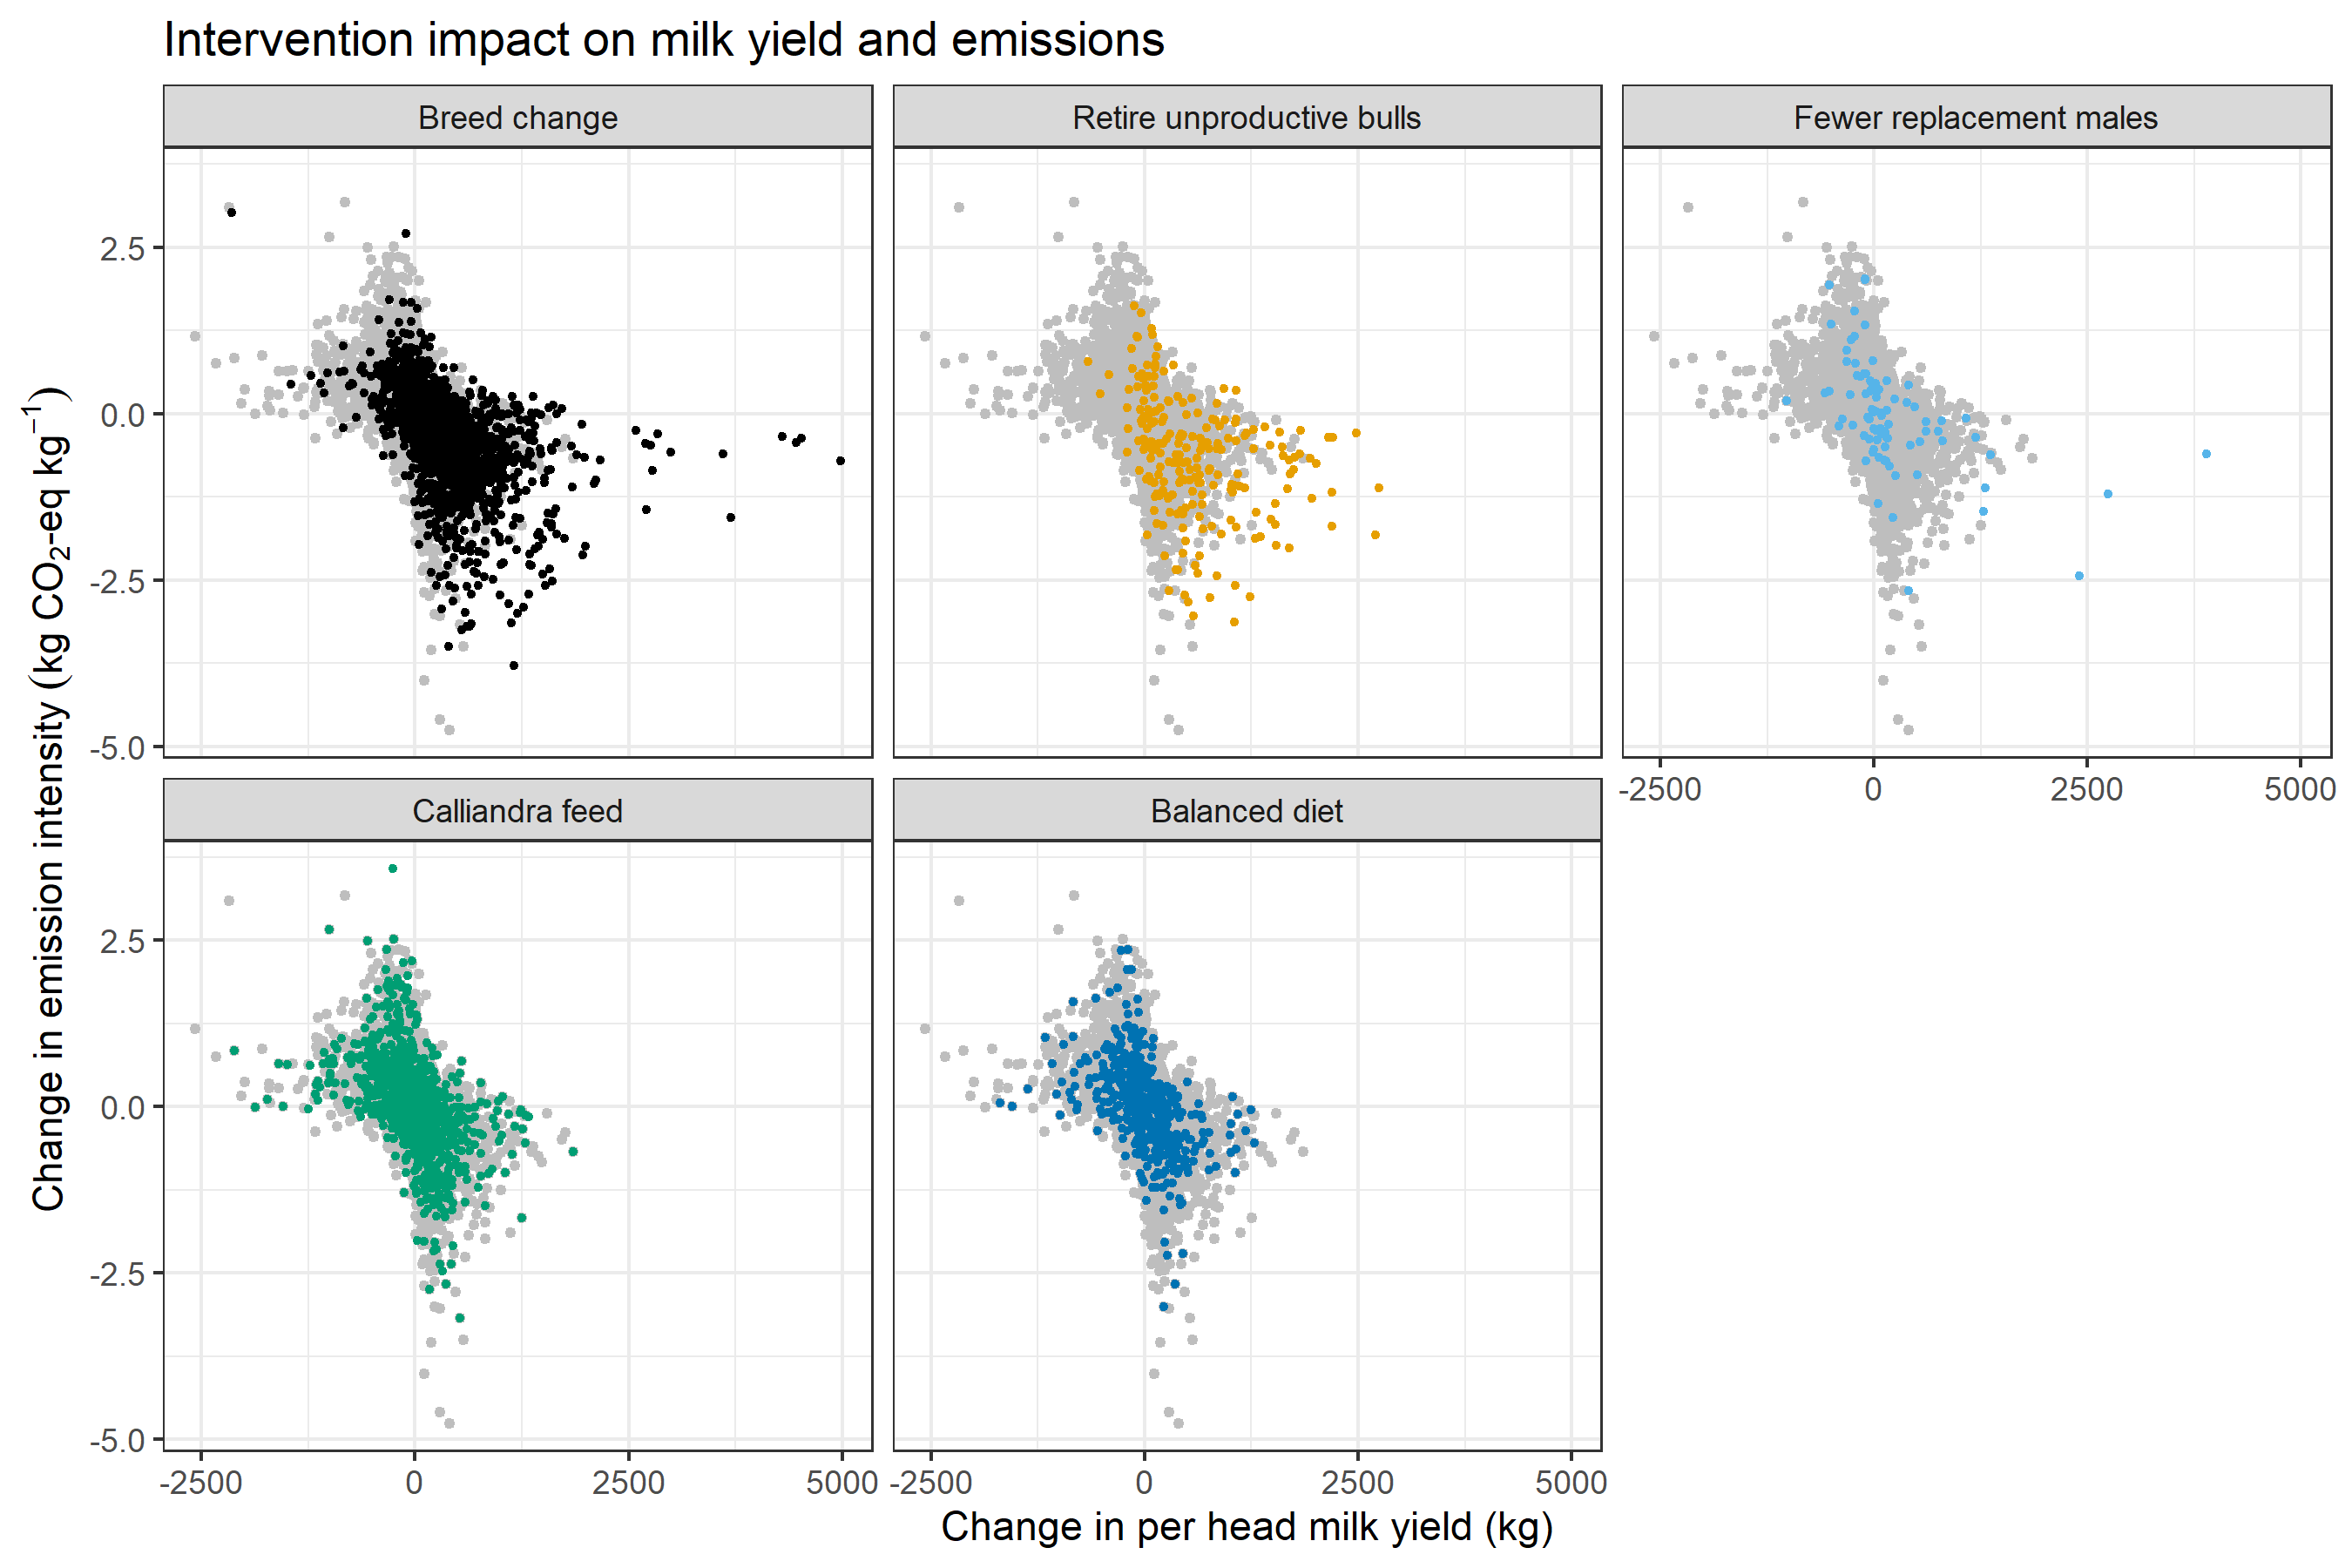 Intervention impact on milk yield and emissions
Breed change
Retire unproductive bulls
Fewer replacement males
2.5
0.0
-2.5
-5.0
-2500
0
2500
5000
Calliandra feed
Balanced diet
2.5
0.0
-2.5
-5.0
-2500
0
2500
5000
-2500
0
2500
5000
Change in per head milk yield (kg)
Change in emission intensity (kg CO₂-eq kg⁻¹)